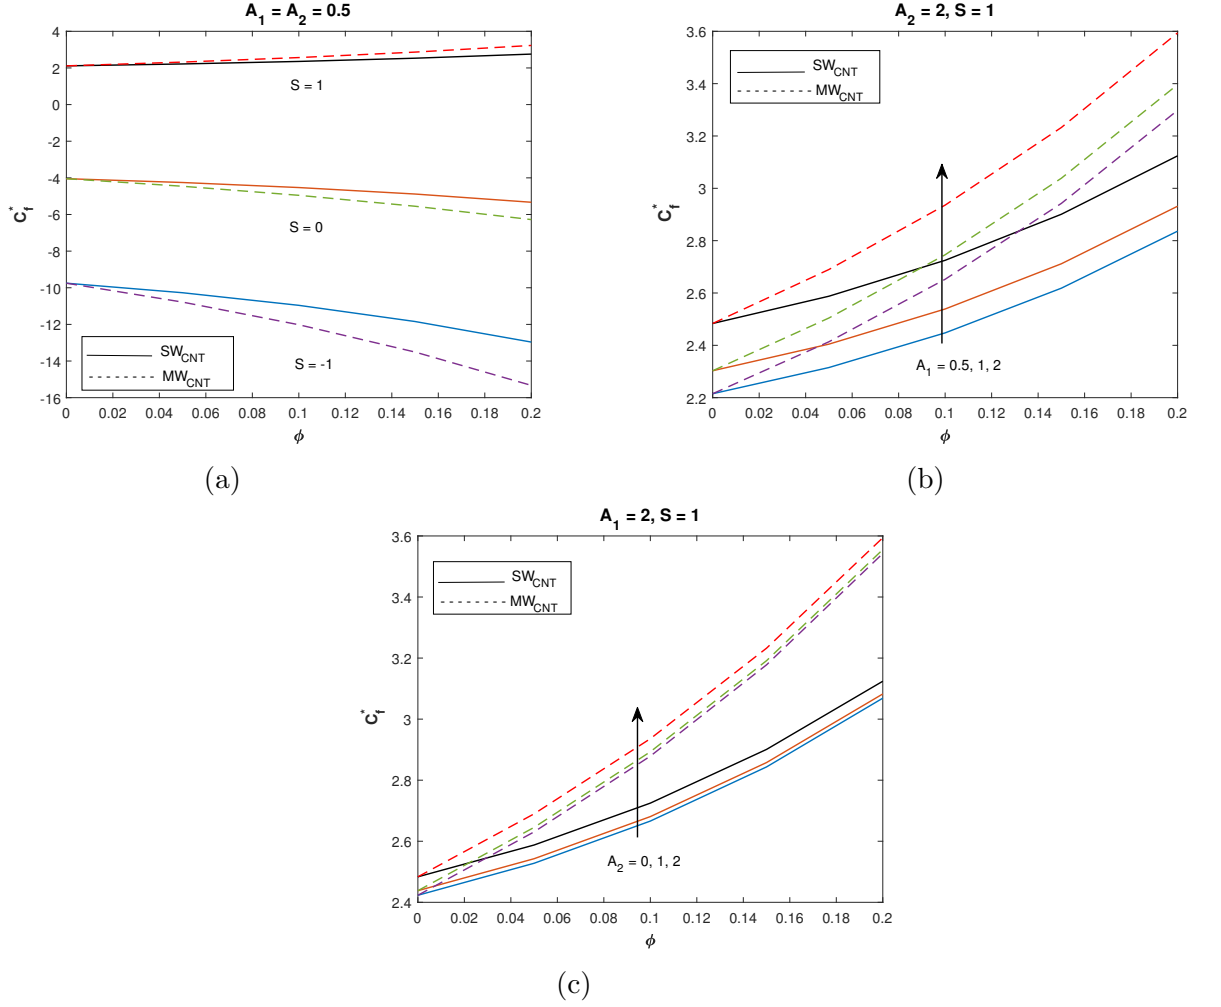 A₁ = A₂ = 0.5
4
2
0
-2
-4
-6
-8
-10
-12
-14
-16
C*f
S = 1
S = 0
S = -1
SWCNT
MWCNT
0 0.02 0.04 0.06 0.08 0.1 0.12 0.14 0.16 0.18 0.2
ϕ
(a)
A₂ = 2, S = 1
3.6
3.4
3.2
3
2.8
2.6
2.4
2.2
C*f
SWCNT
MWCNT
A₁ = 0.5, 1, 2
0 0.02 0.04 0.06 0.08 0.1 0.12 0.14 0.16 0.18 0.2
ϕ
(b)
A₁ = 2, S = 1
3.6
3.4
3.2
3
2.8
2.6
2.4
C*f
SWCNT
MWCNT
A₂ = 0, 1, 2
0 0.02 0.04 0.06 0.08 0.1 0.12 0.14 0.16 0.18 0.2
ϕ
(c)